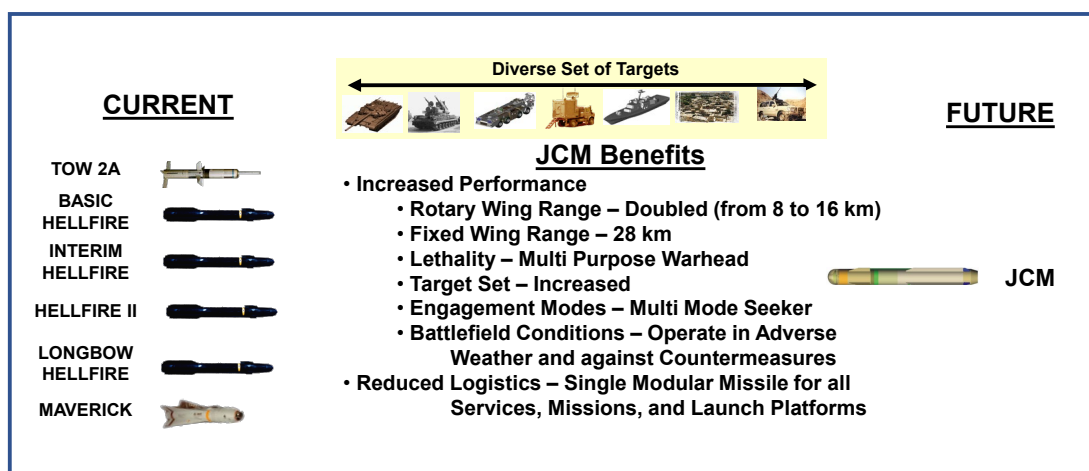 Diverse Set of Targets
CURRENT
FUTURE
TOW 2A
BASIC
HELLFIRE
INTERIM
HELLFIRE
HELLFIRE II
LONGBOW
HELLFIRE
MAVERICK
JCM Benefits
• Increased Performance
• Rotary Wing Range – Doubled (from 8 to 16 km)
• Fixed Wing Range – 28 km
• Lethality – Multi Purpose Warhead
• Target Set – Increased
• Engagement Modes – Multi Mode Seeker
• Battlefield Conditions – Operate in Adverse
Weather and against Countermeasures
• Reduced Logistics – Single Modular Missile for all
Services, Missions, and Launch Platforms
JCM